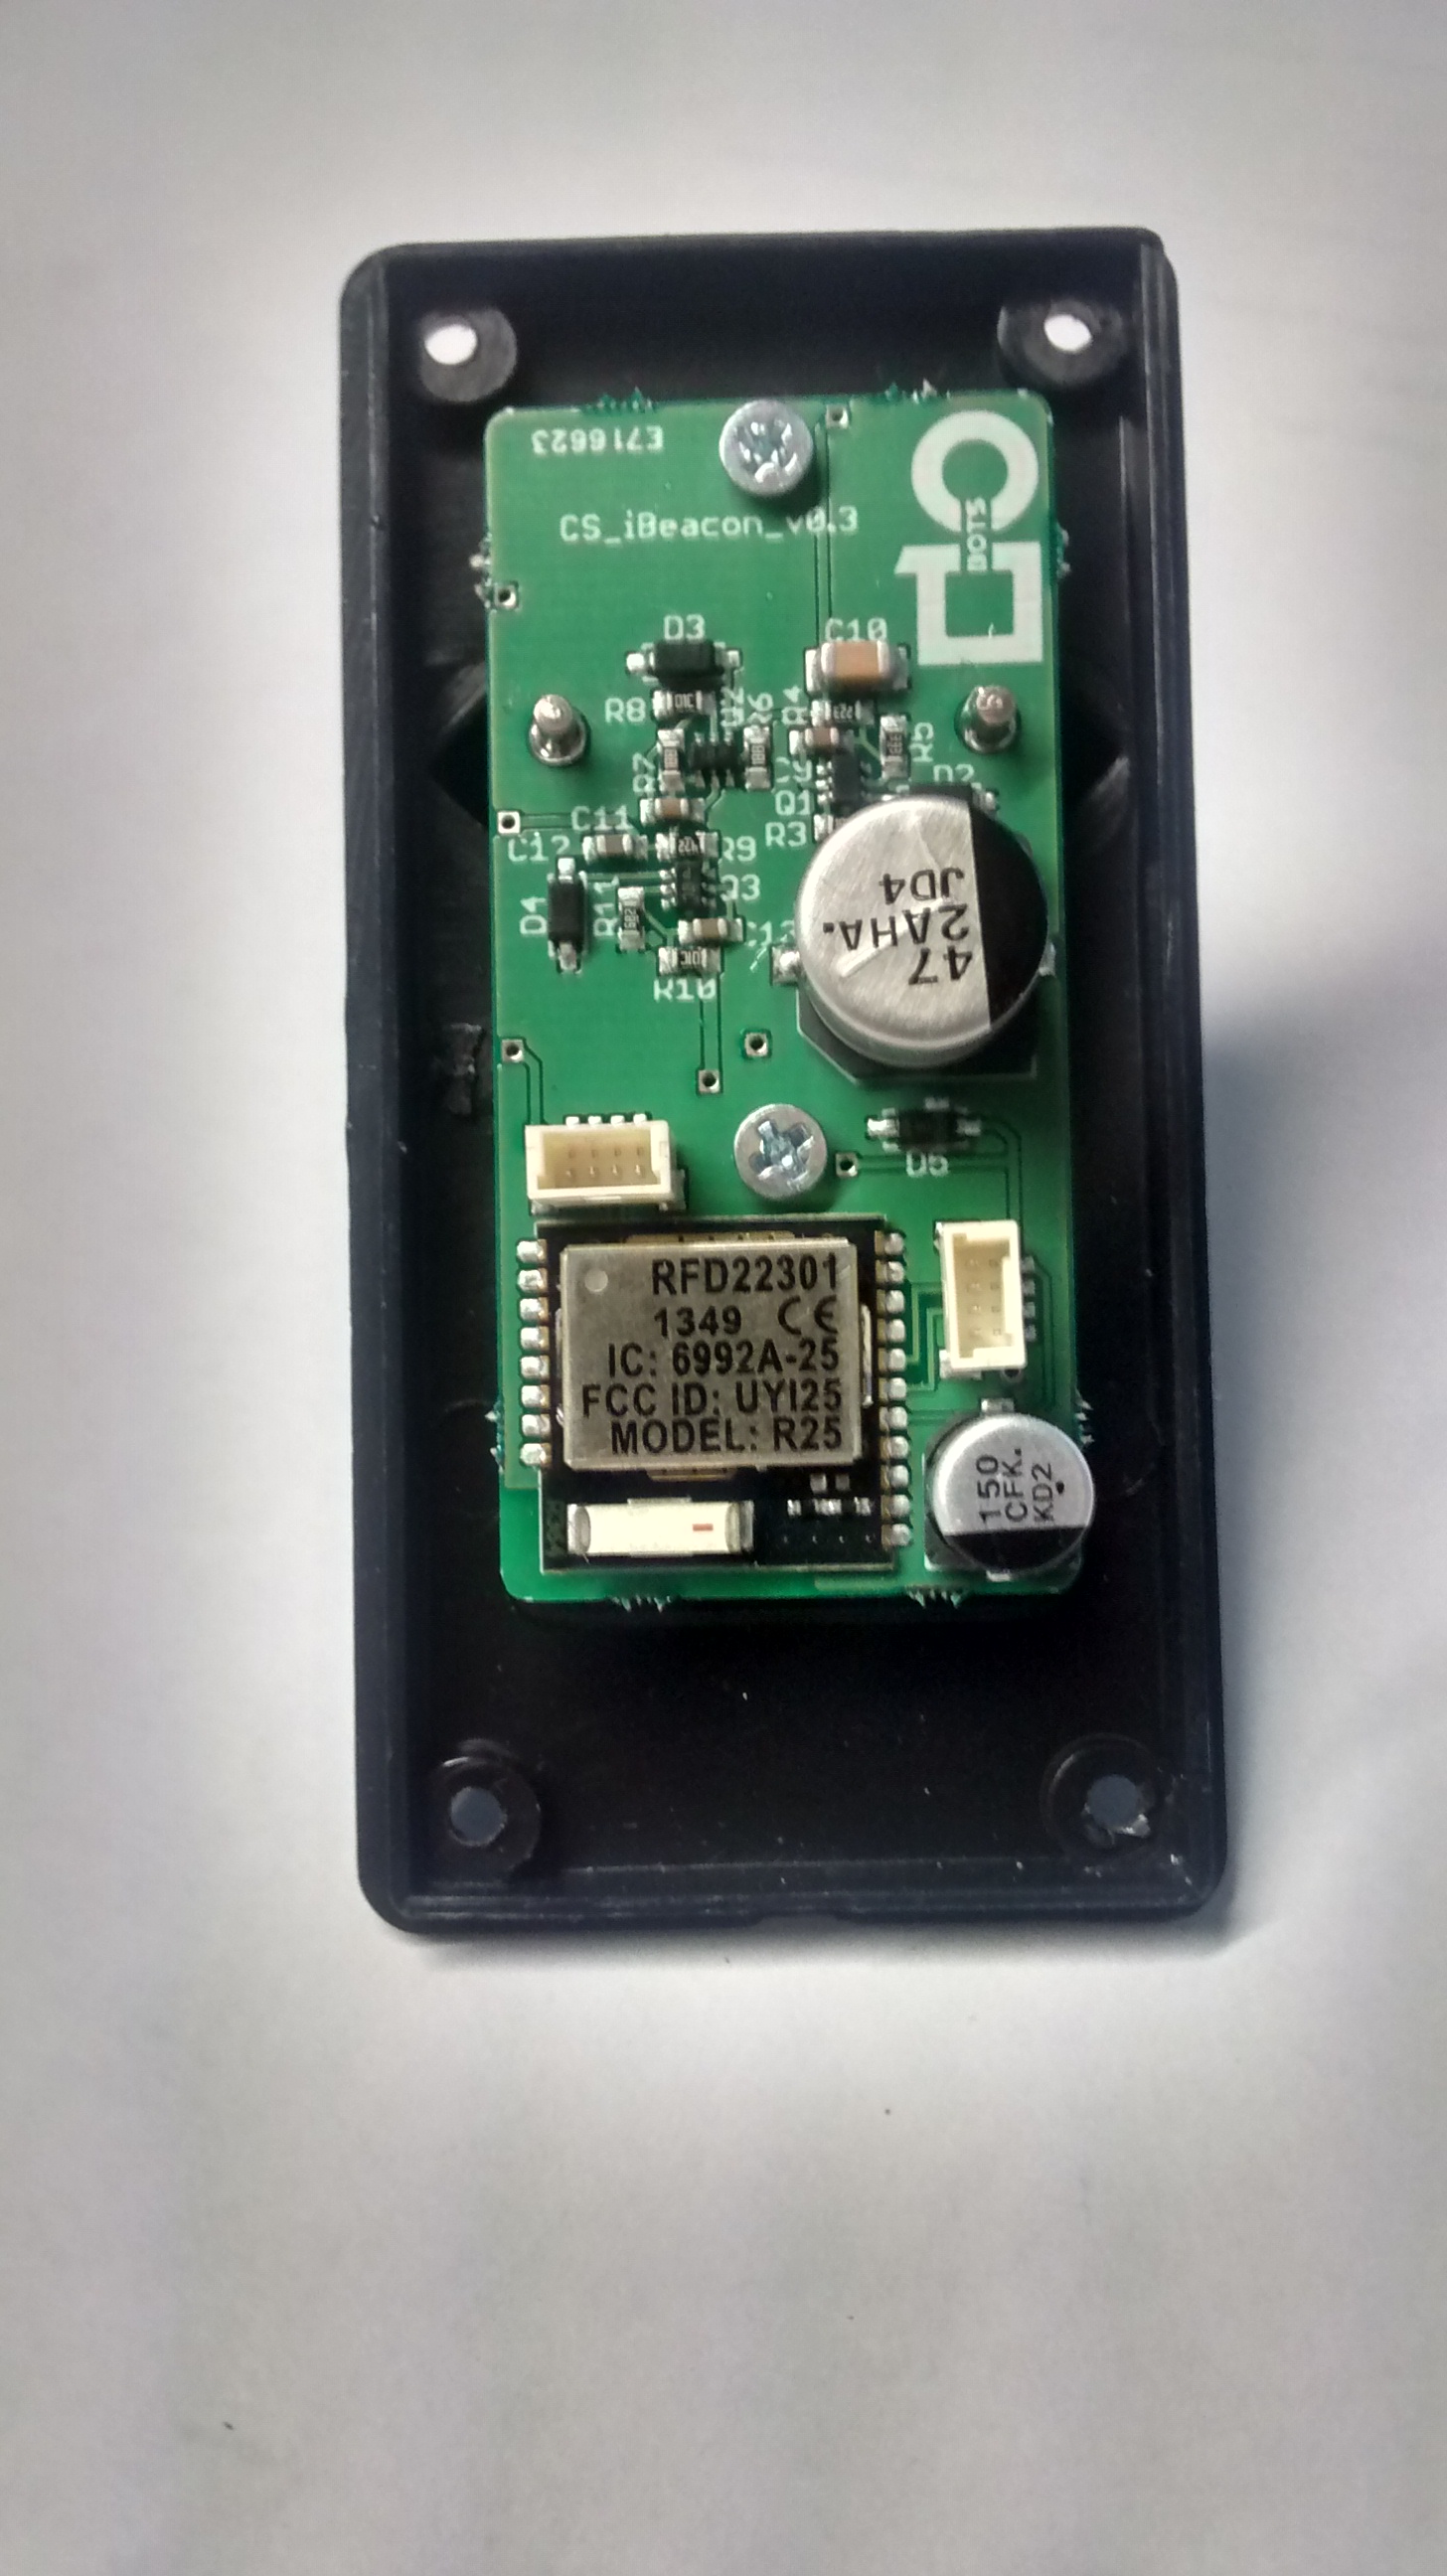 E716623
CS_iBeacon_v0.3
BOTS
D3
C10
R8
R6
R4
R5
R7
D2
Q1
C11
R3
C12
R9
Q3
D4
R11
R10
47
2AHA.
JD4
D5
RFD22301
1349 CE
IC: 6992A-25
FCC ID: UYI25
MODEL: R25
150
CFK.
KD2